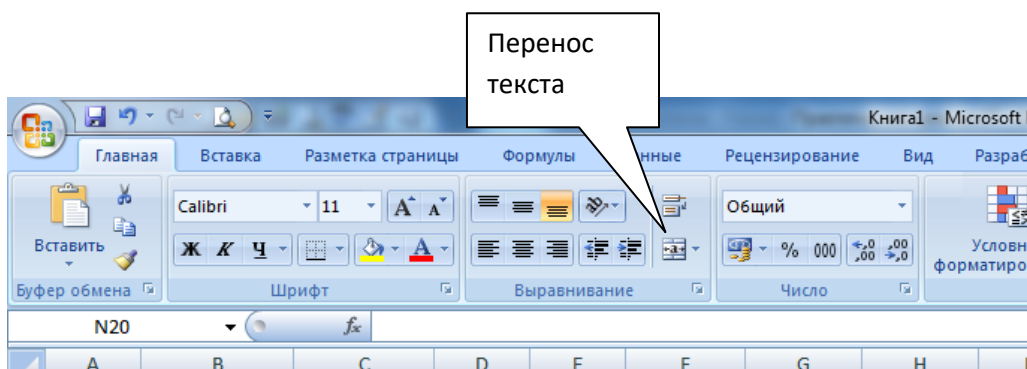 Перенос
текста
Книга1 - Microsoft
Главная Вставка Разметка страницы Формулы нные Рецензирование Вид Разраб
Calibri 11 А А Общий
Вставить Ж К Ч А а % 000 ,0 ,00 ,00 ,0 Условн
форматиро
Буфер обмена Шрифт Выравнивание Число
N20 fx
A B C D E F G H